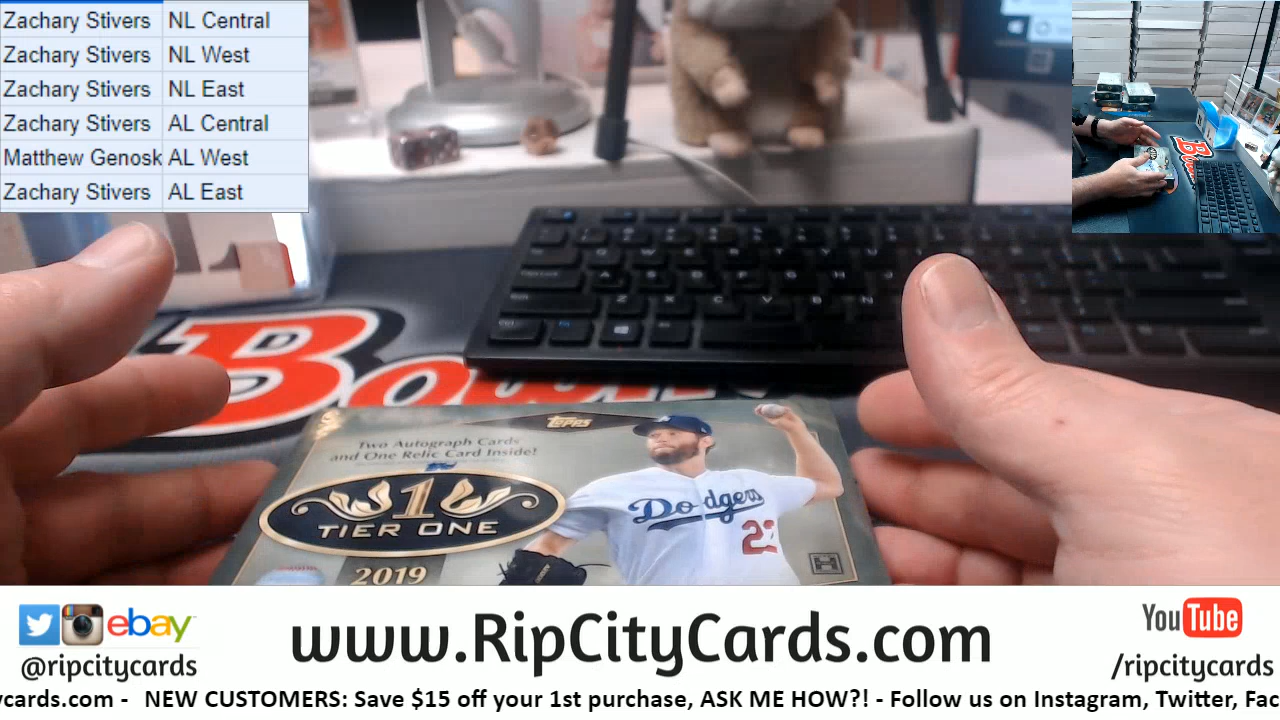 Zachary Stivers NL Central
Zachary Stivers NL West
Zachary Stivers NL East
Zachary Stivers AL Central
Matthew Genosk AL West
Zachary Stivers AL East
TOPPS
Two Autograph Cards
and One Relic Card Inside!
1
TIER ONE
2019
Dodgers
ebay
@ripcitycards
www.RipCityCards.com
YouTube
/ripcitycards
ycards.com - NEW CUSTOMERS: Save $15 off your 1st purchase, ASK ME HOW?! - Follow us on Instagram, Twitter, Fac